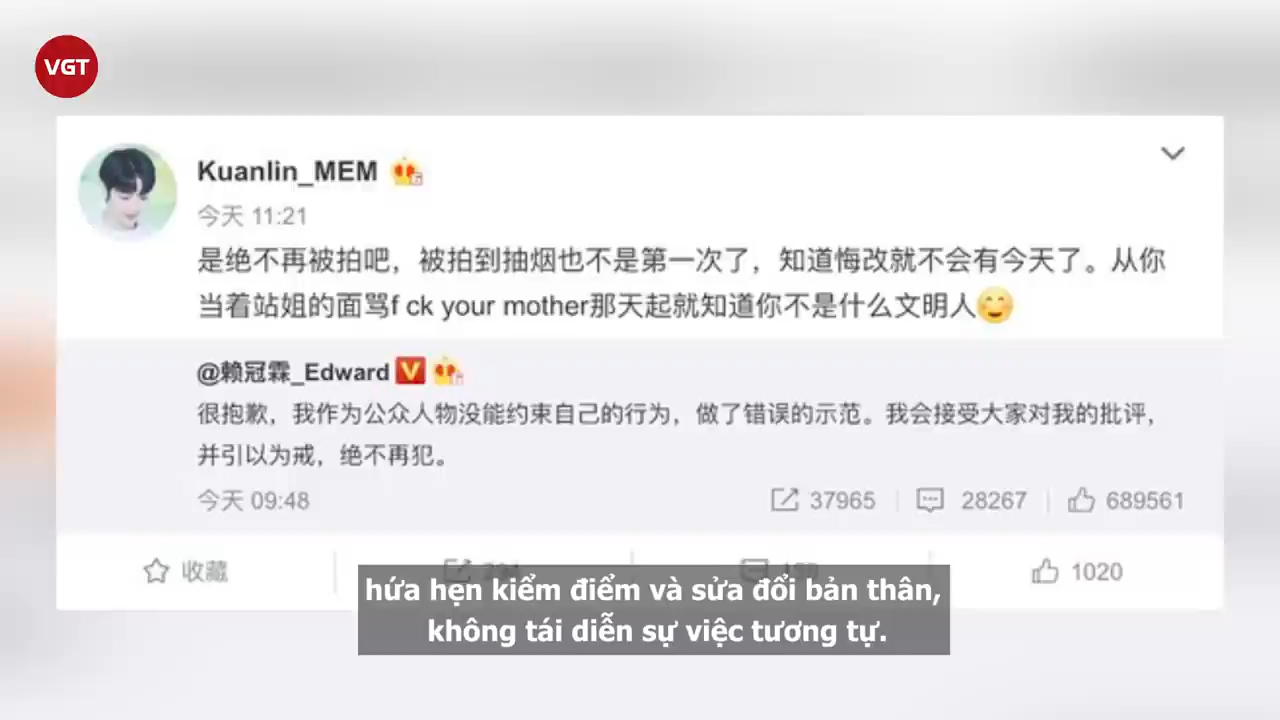 VGT
Kuanlin_MEM
今天 11:21
是绝不再被拍吧，被拍到抽烟也不是第一次了，知道悔改就不会有今天了。从你
当着站姐的面骂f ck your mother那天起就知道你不是什么文明人
@赖冠霖_Edward
很抱歉，我作为公众人物没能约束自己的行为，做了错误的示范。我会接受大家对我的批评，
并引以为戒，绝不再犯。
今天 09:48 37965 28267 689561
收藏 1020
hứa hẹn kiểm điểm và sửa đổi bản thân,
không tái diễn sự việc tương tự.